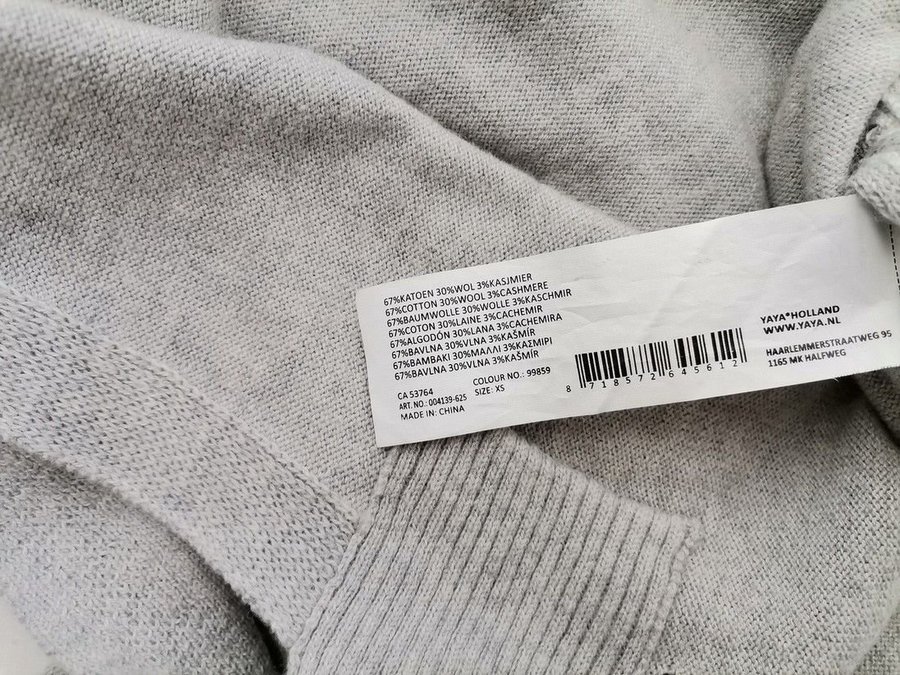 67%KATOEN 30%WOL 3%KASJMIER
67%COTTON 30%WOOL 3%CASHMERE
67%BAUMWOLLE 30%WOLLE 3%KASCHMIR
67%COTON 30%LAINE 3%CACHEMIR
67%ALGODÓN 30%LANA 3%CACHEMIRA
67%BAVLNA 30%VLNA 3%KAŠMÍR
67%ΒΑΜΒΑΚΙ 30%ΜΑΛΛΙ 3%ΚΑΣΜΙΡΙ
67%BAVLNA 30%VLNA 3%KAŠMÍR
CA 53764
ART. NO.: 004139-625
MADE IN: CHINA
COLOUR NO.: 99859
SIZE: XS
8 718572 645612
YAYA*HOLLAND
WWW.YAYA.NL
HAARLEMMERSTRAATWEG 95
1165 MK HALFWEG